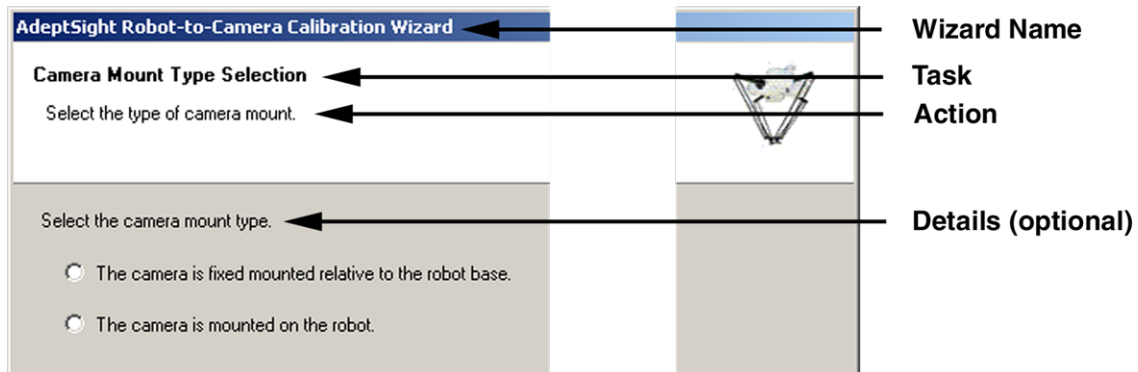 AdeptSight Robot-to-Camera Calibration Wizard
Wizard Name
Camera Mount Type Selection
Task
Select the type of camera mount.
Action
Select the camera mount type.
Details (optional)
The camera is fixed mounted relative to the robot base.
The camera is mounted on the robot.